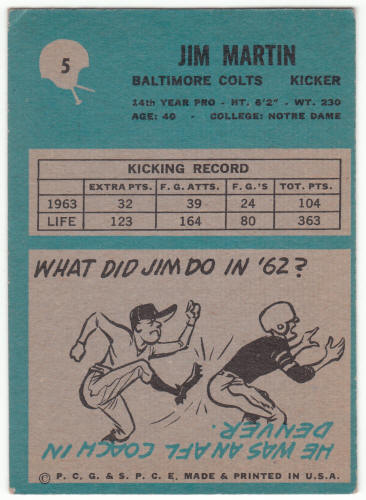 5
JIM MARTIN
BALTIMORE COLTS KICKER
14TH YEAR PRO - HT. 6'2" - WT. 230
AGE: 40 - COLLEGE: NOTRE DAME
KICKING RECORD
EXTRA PTS. F.G. ATTS. F.G.'S TOT. PTS.
1963 32 39 24 104
LIFE 123 164 80 363
WHAT DID JIM DO IN '62?
HE WAS AN AFL COACH IN
DENVER.
© P. C. G. & S. P. C. E. MADE & PRINTED IN U.S.A.